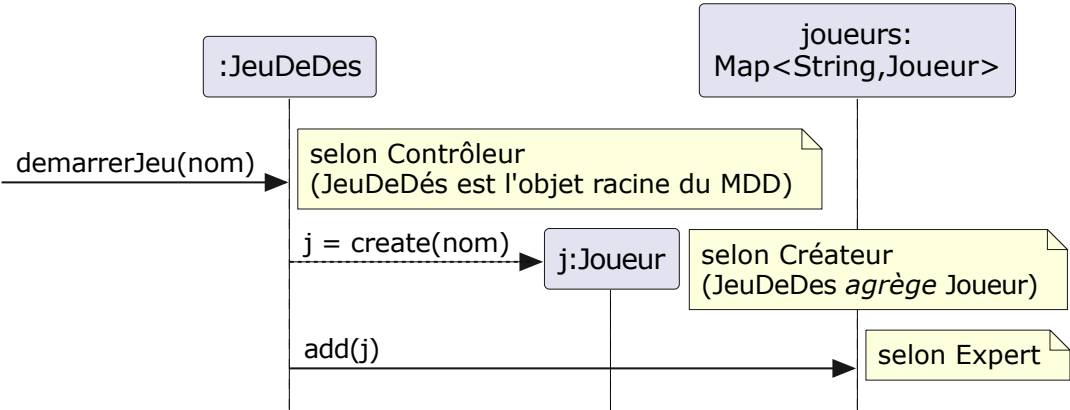 joueurs:
:JeuDeDes
Map<String,Joueur>
demarrerJeu(nom)
selon Contrôleur
(JeuDeDés est l'objet racine du MDD)
j = create(nom)
j:Joueur
selon Créateur
(JeuDeDes agrège Joueur)
add(j)
selon Expert